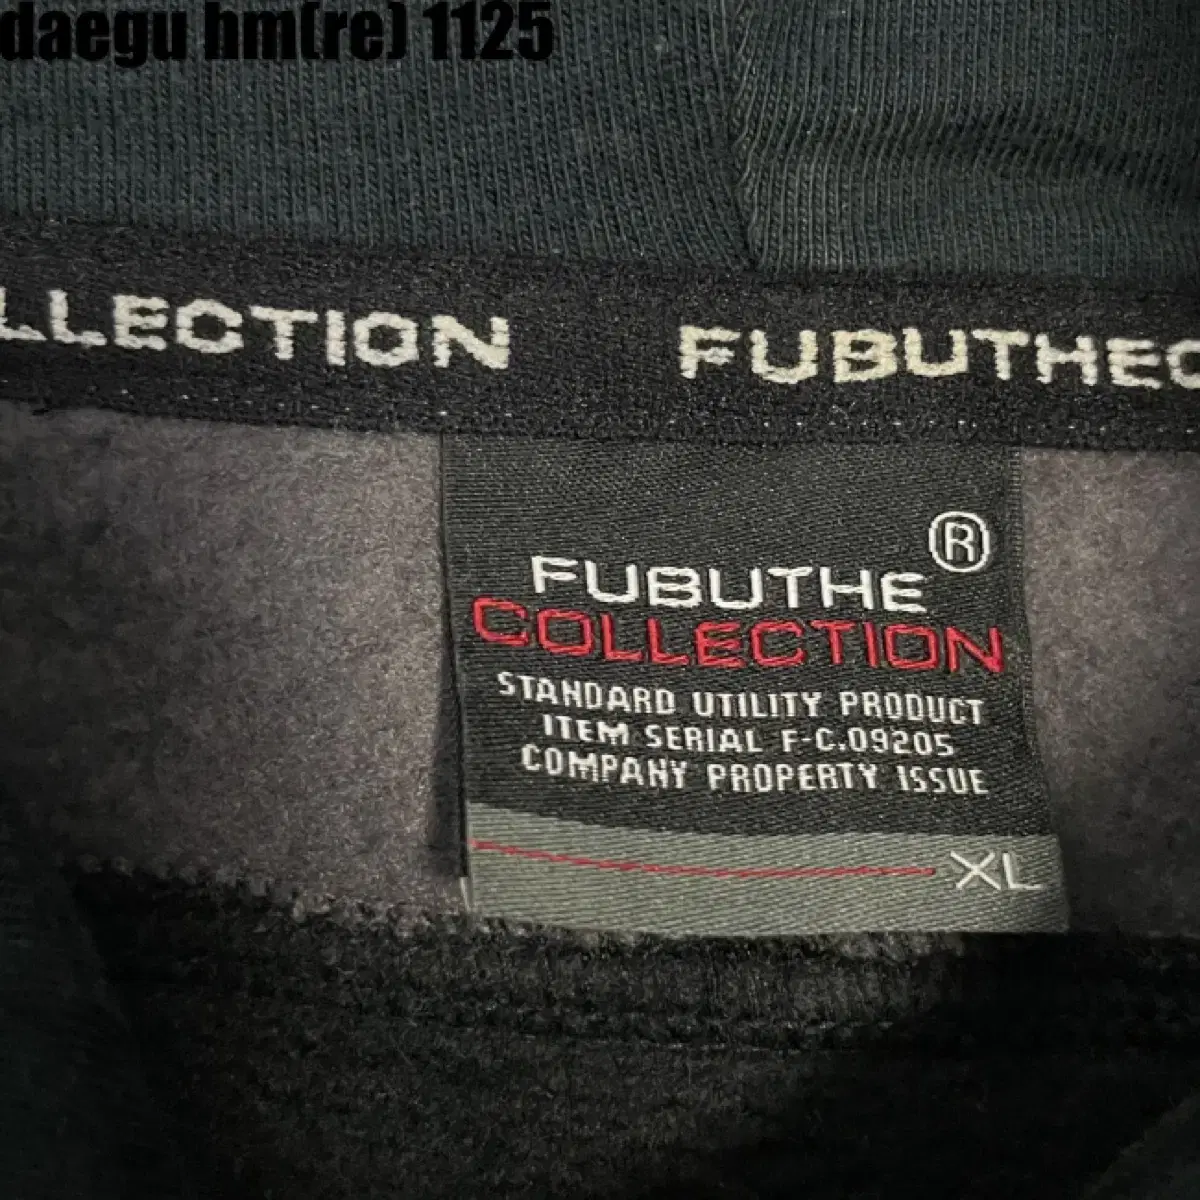 daegu hm(re) 1125
LLECTION FUBUTHEC
®
FUBUTHE
COLLECTION
STANDARD UTILITY PRODUCT
ITEM SERIAL F-C.09205
COMPANY PROPERTY ISSUE
XL